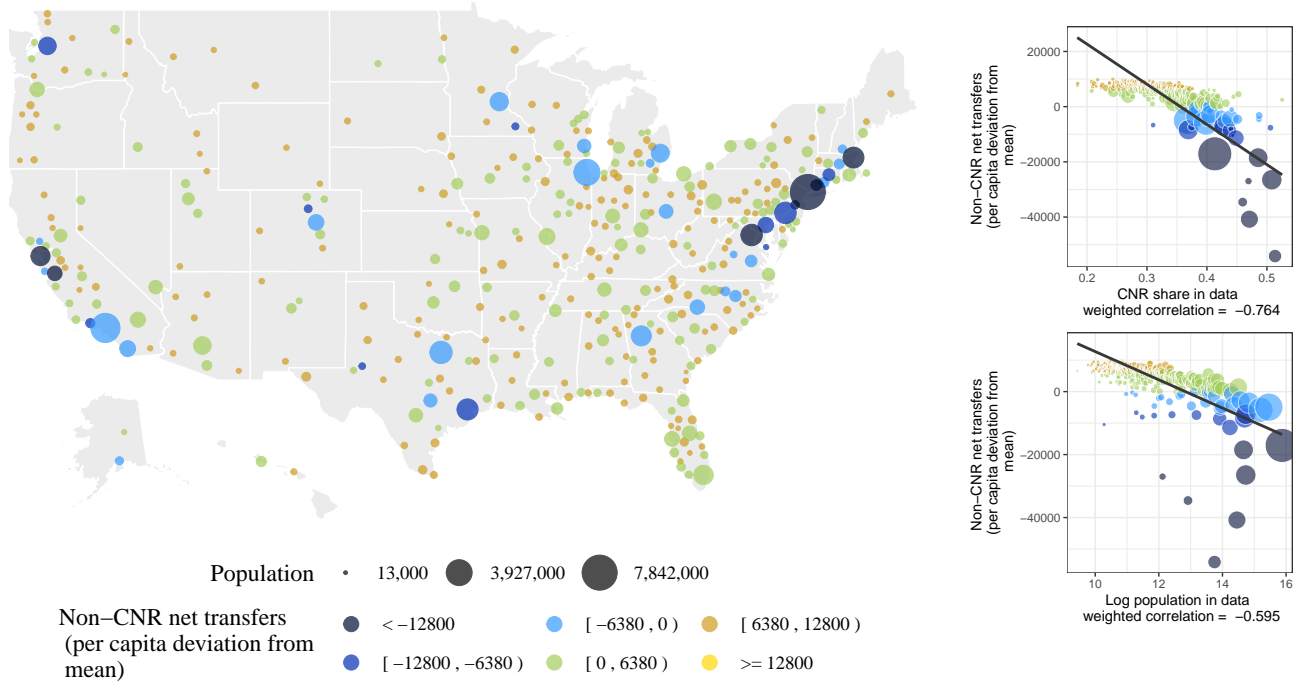 20000
0
−20000
−40000
Non−CNR net transfers
(per capita deviation from
mean)
0.2 0.3 0.4 0.5
CNR share in data
weighted correlation = −0.764
0
−20000
−40000
Non−CNR net transfers
(per capita deviation from
mean)
10 12 14 16
Log population in data
weighted correlation = −0.595
Population 13,000 3,927,000 7,842,000
Non−CNR net transfers
(per capita deviation from
mean)
< −12800 [ −6380 , 0 ) [ 6380 , 12800 )
[ −12800 , −6380 ) [ 0 , 6380 ) >= 12800